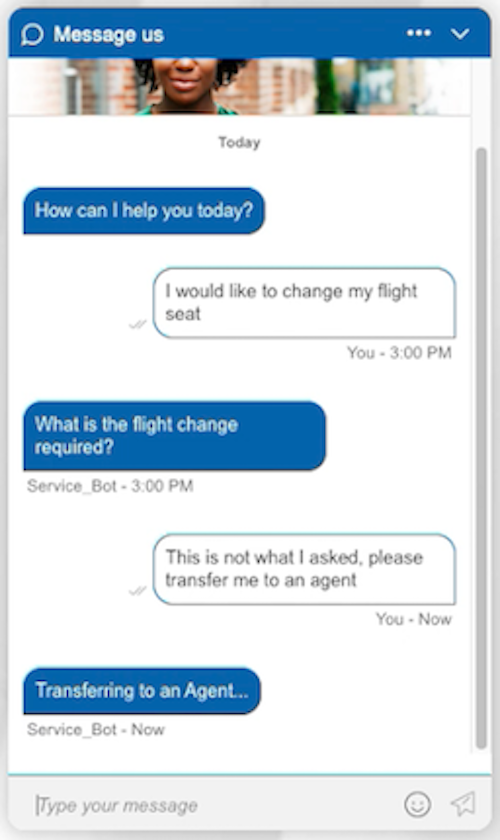 Message us
Today
How can I help you today?
I would like to change my flight
seat
You - 3:00 PM
What is the flight change
required?
Service_Bot - 3:00 PM
This is not what I asked, please
transfer me to an agent
You - Now
Transferring to an Agent...
Service_Bot - Now
Type your message